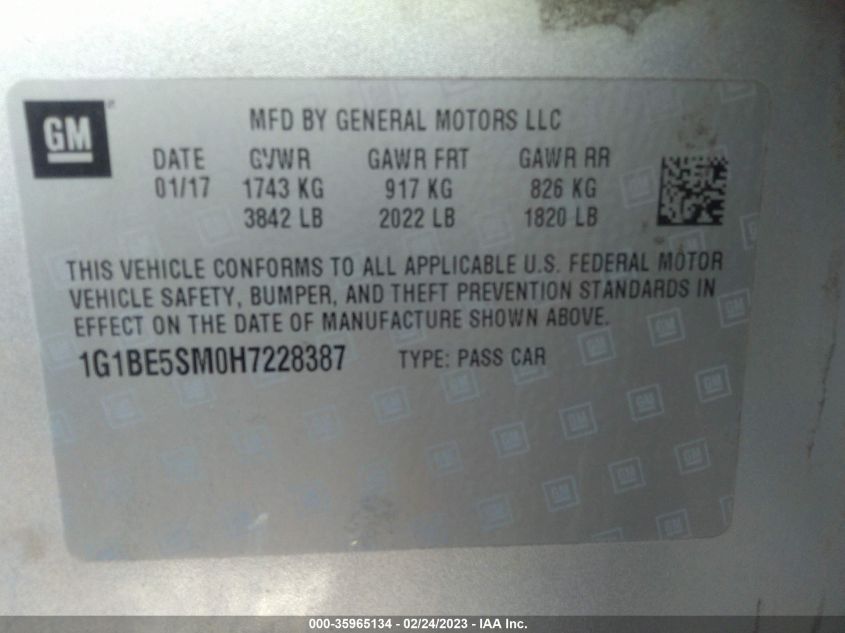 GM
MFD BY GENERAL MOTORS LLC
DATE GVWR GAWR FRT GAWR RR
01/17 1743 KG 917 KG 826 KG
3842 LB 2022 LB 1820 LB
THIS VEHICLE CONFORMS TO ALL APPLICABLE U.S. FEDERAL MOTOR
VEHICLE SAFETY, BUMPER, AND THEFT PREVENTION STANDARDS IN
EFFECT ON THE DATE OF MANUFACTURE SHOWN ABOVE.
1G1BE5SM0H7228387 TYPE: PASS CAR
000-35965134 - 02/24/2023 - IAA Inc.